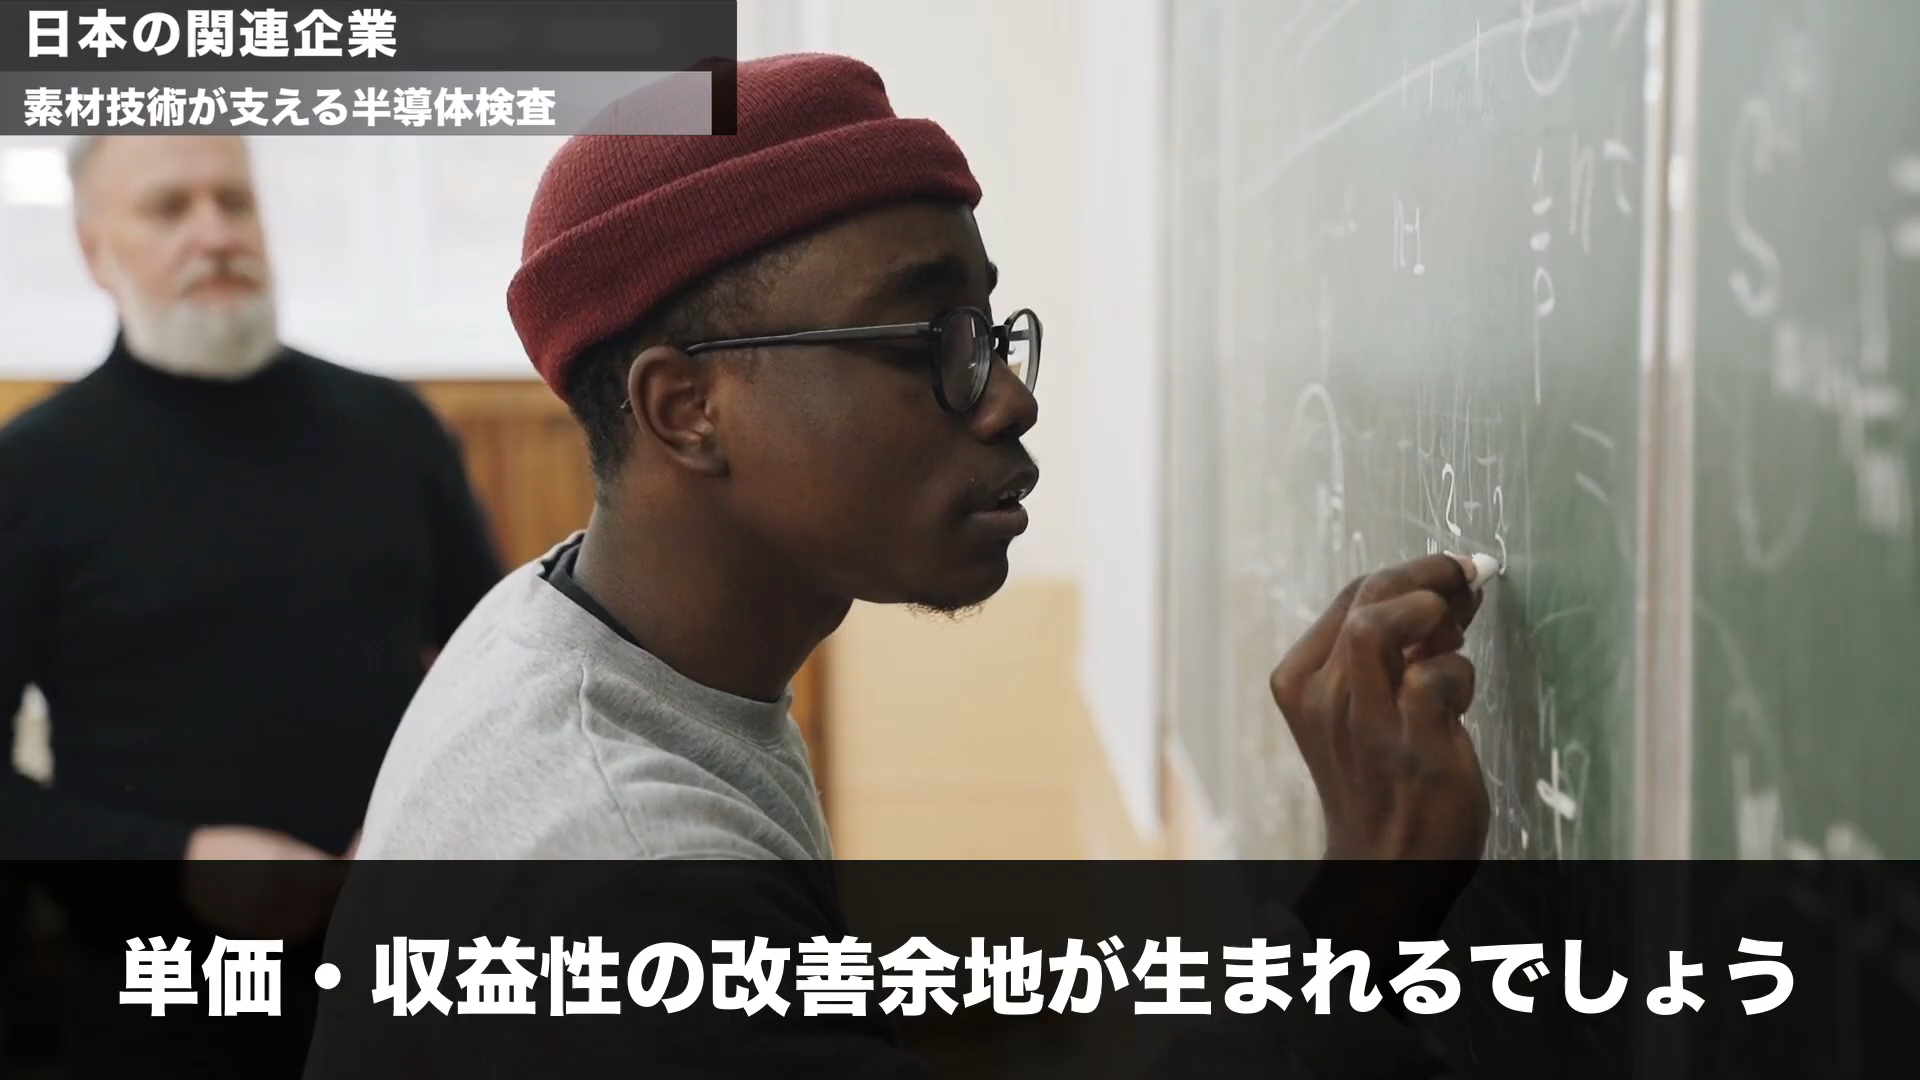 日本の関連企業
素材技術が支える半導体検査
単価・収益性の改善余地が生まれるでしょう